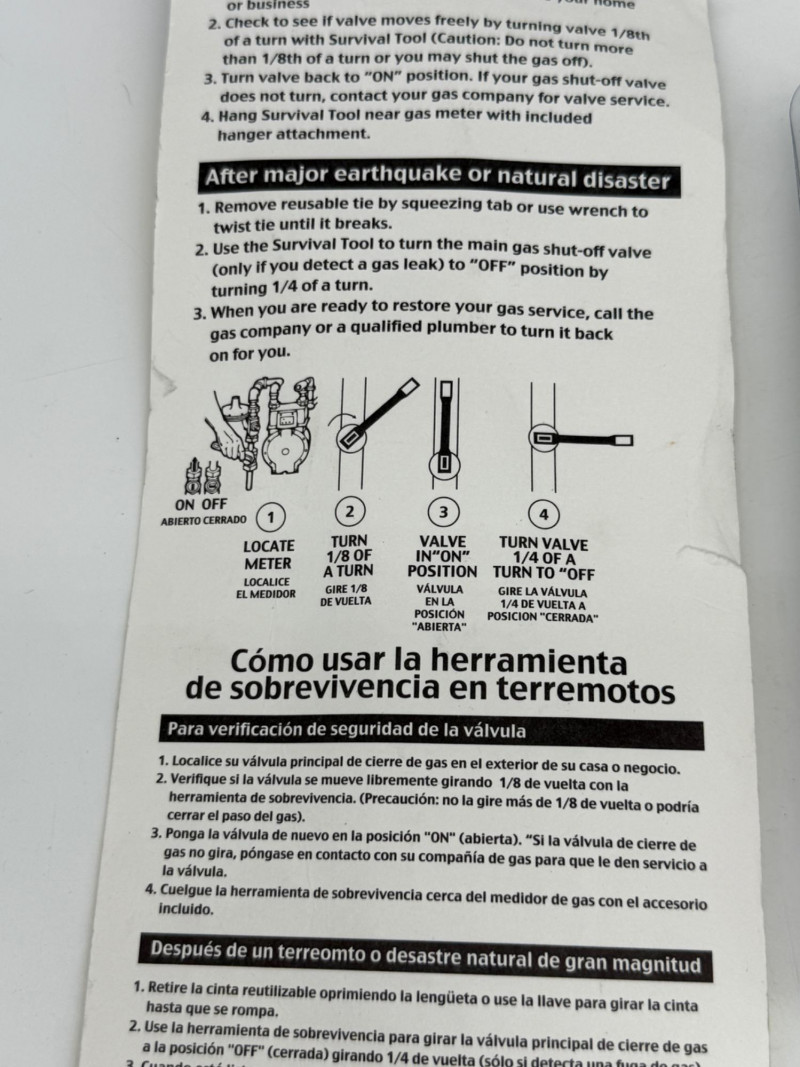 or business
your home
2. Check to see if valve moves freely by turning valve 1/8th
of a turn with Survival Tool (Caution: Do not turn more
than 1/8th of a turn or you may shut the gas off).
3. Turn valve back to "ON" position. If your gas shut-off valve
does not turn, contact your gas company for valve service.
4. Hang Survival Tool near gas meter with included
hanger attachment.
After major earthquake or natural disaster
1. Remove reusable tie by squeezing tab or use wrench to
twist tie until it breaks.
2. Use the Survival Tool to turn the main gas shut-off valve
(only if you detect a gas leak) to "OFF" position by
turning 1/4 of a turn.
3. When you are ready to restore your gas service, call the
gas company or a qualified plumber to turn it back
on for you.
ON OFF
ABIERTO CERRADO
1
LOCATE
METER
LOCALICE
EL MEDIDOR
2
TURN
1/8 OF
A TURN
GIRE 1/8
DE VUELTA
3
VALVE
IN"ON"
POSITION
VÁLVULA
EN LA
POSICIÓN
"ABIERTA"
4
TURN VALVE
1/4 OF A
TURN TO "OFF
GIRE LA VÁLVULA
1/4 DE VUELTA A
POSICION "CERRADA"
Cómo usar la herramienta
de sobrevivencia en terremotos
Para verificación de seguridad de la válvula
1. Localice su válvula principal de cierre de gas en el exterior de su casa o negocio.
2. Verifique si la válvula se mueve libremente girando 1/8 de vuelta con la
herramienta de sobrevivencia. (Precaución: no la gire más de 1/8 de vuelta o podría
cerrar el paso del gas).
3. Ponga la válvula de nuevo en la posición "ON" (abierta). "Si la válvula de cierre de
gas no gira, póngase en contacto con su compañía de gas para que le den servicio a
la válvula.
4. Cuelgue la herramienta de sobrevivencia cerca del medidor de gas con el accesorio
incluido.
Después de un terreomto o desastre natural de gran magnitud
1. Retire la cinta reutilizable oprimiendo la lengüeta o use la llave para girar la cinta
hasta que se rompa.
2. Use la herramienta de sobrevivencia para girar la válvula principal de cierre de gas
a la posición "OFF" (cerrada) girando 1/4 de vuelta (sólo si detecta una fuga de gas)
3. Cuando